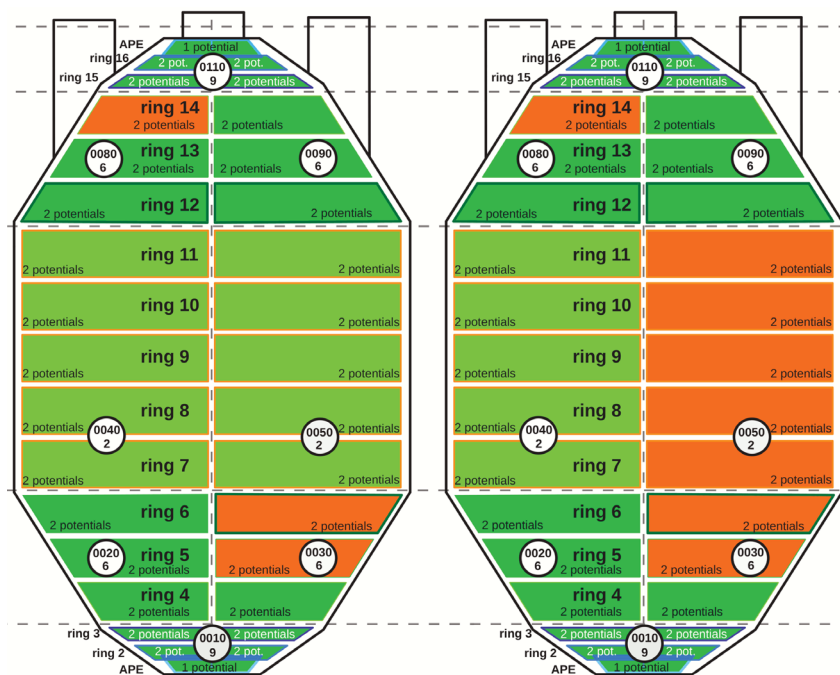 APE
1 potential
ring 16
2 pot. 2 pot.
ring 15
2 potentials 2 potentials
0110
9
ring 14
2 potentials 2 potentials
ring 13
0080
6
0090
6
2 potentials 2 potentials
ring 12
2 potentials 2 potentials
ring 11
2 potentials 2 potentials
ring 10
2 potentials 2 potentials
ring 9
2 potentials 2 potentials
ring 8
2 potentials 2 potentials
0040
2
0050
2
ring 7
2 potentials 2 potentials
ring 6
2 potentials 2 potentials
ring 5
0020
6
0030
6
2 potentials 2 potentials
ring 4
2 potentials 2 potentials
ring 3
2 potentials 2 potentials
0010
9
ring 2
2 pot. 2 pot.
APE
1 potential
APE
1 potential
ring 16
2 pot. 2 pot.
ring 15
2 potentials 2 potentials
0110
9
ring 14
2 potentials 2 potentials
ring 13
0080
6
0090
6
2 potentials 2 potentials
ring 12
2 potentials 2 potentials
ring 11
2 potentials 2 potentials
ring 10
2 potentials 2 potentials
ring 9
2 potentials 2 potentials
ring 8
2 potentials 2 potentials
0040
2
0050
2
ring 7
2 potentials 2 potentials
ring 6
2 potentials 2 potentials
ring 5
0020
6
0030
6
2 potentials 2 potentials
ring 4
2 potentials 2 potentials
ring 3
2 potentials 2 potentials
0010
9
ring 2
2 pot. 2 pot.
APE
1 potential